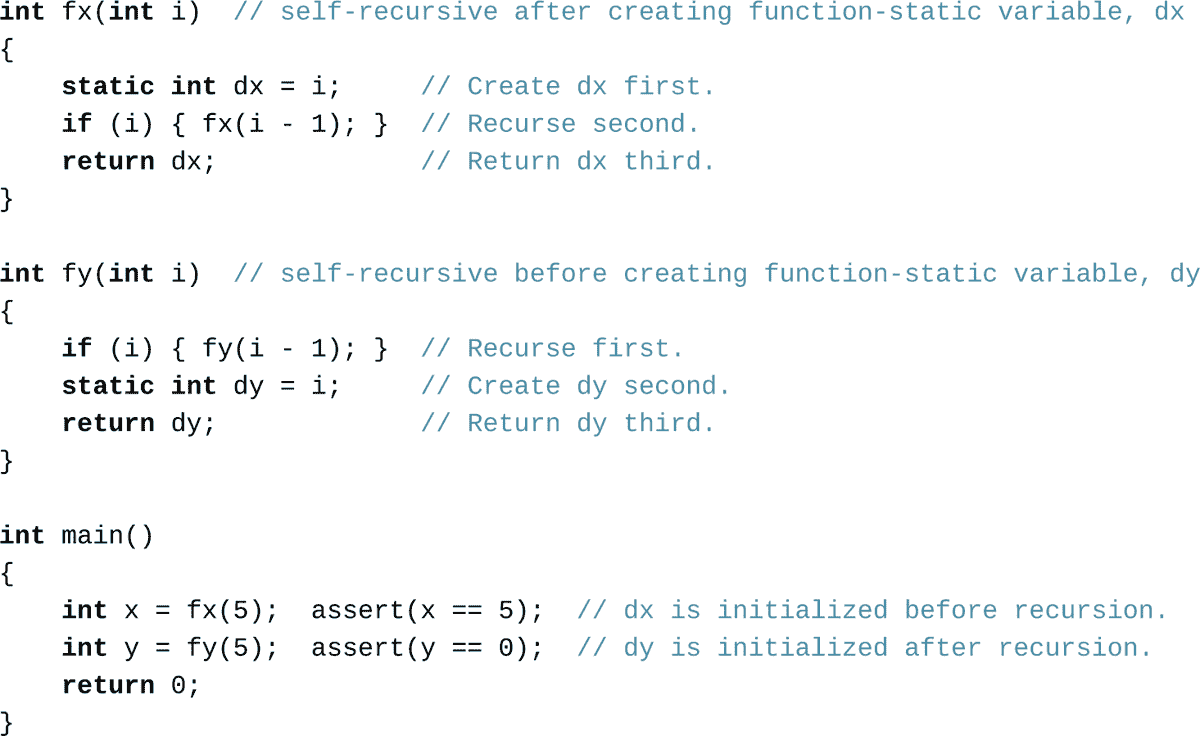 int fx(int i)  // self-recursive after creating function-static variable, dx
{
    static int dx = i;     // Create dx first.
    if (i) { fx(i - 1); }  // Recurse second.
    return dx;             // Return dx third.
}

int fy(int i)  // self-recursive before creating function-static variable, dy
{
    if (i) { fy(i - 1); }  // Recurse first.
    static int dy = i;     // Create dy second.
    return dy;             // Return dy third.
}

int main()
{
    int x = fx(5);  assert(x == 5);  // dx is initialized before recursion.
    int y = fy(5);  assert(y == 0);  // dy is initialized after recursion.
    return 0;
}